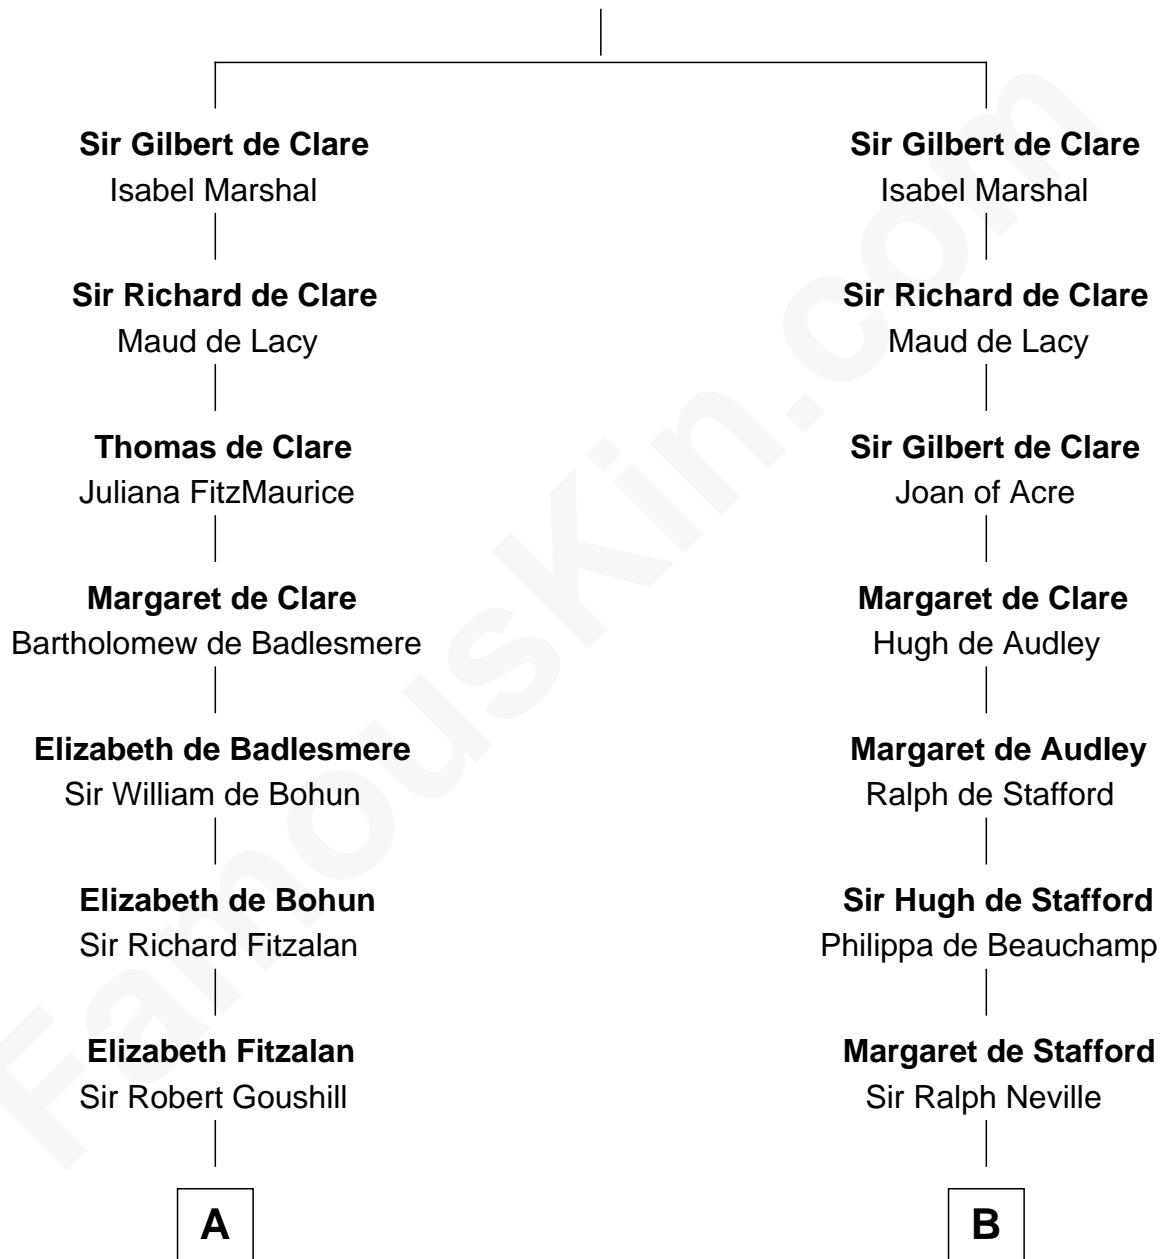 Sir Gilbert de Clare
Isabel Marshal
Sir Richard de Clare
Maud de Lacy
Thomas de Clare
Juliana FitzMaurice
Margaret de Clare
Bartholomew de Badlesmere
Elizabeth de Badlesmere
Sir William de Bohun
Elizabeth de Bohun
Sir Richard Fitzalan
Elizabeth Fitzalan
Sir Robert Goushill
A
Sir Gilbert de Clare
Isabel Marshal
Sir Richard de Clare
Maud de Lacy
Sir Gilbert de Clare
Joan of Acre
Margaret de Clare
Hugh de Audley
Margaret de Audley
Ralph de Stafford
Sir Hugh de Stafford
Philippa de Beauchamp
Margaret de Stafford
Sir Ralph Neville
B
FamousKin.com